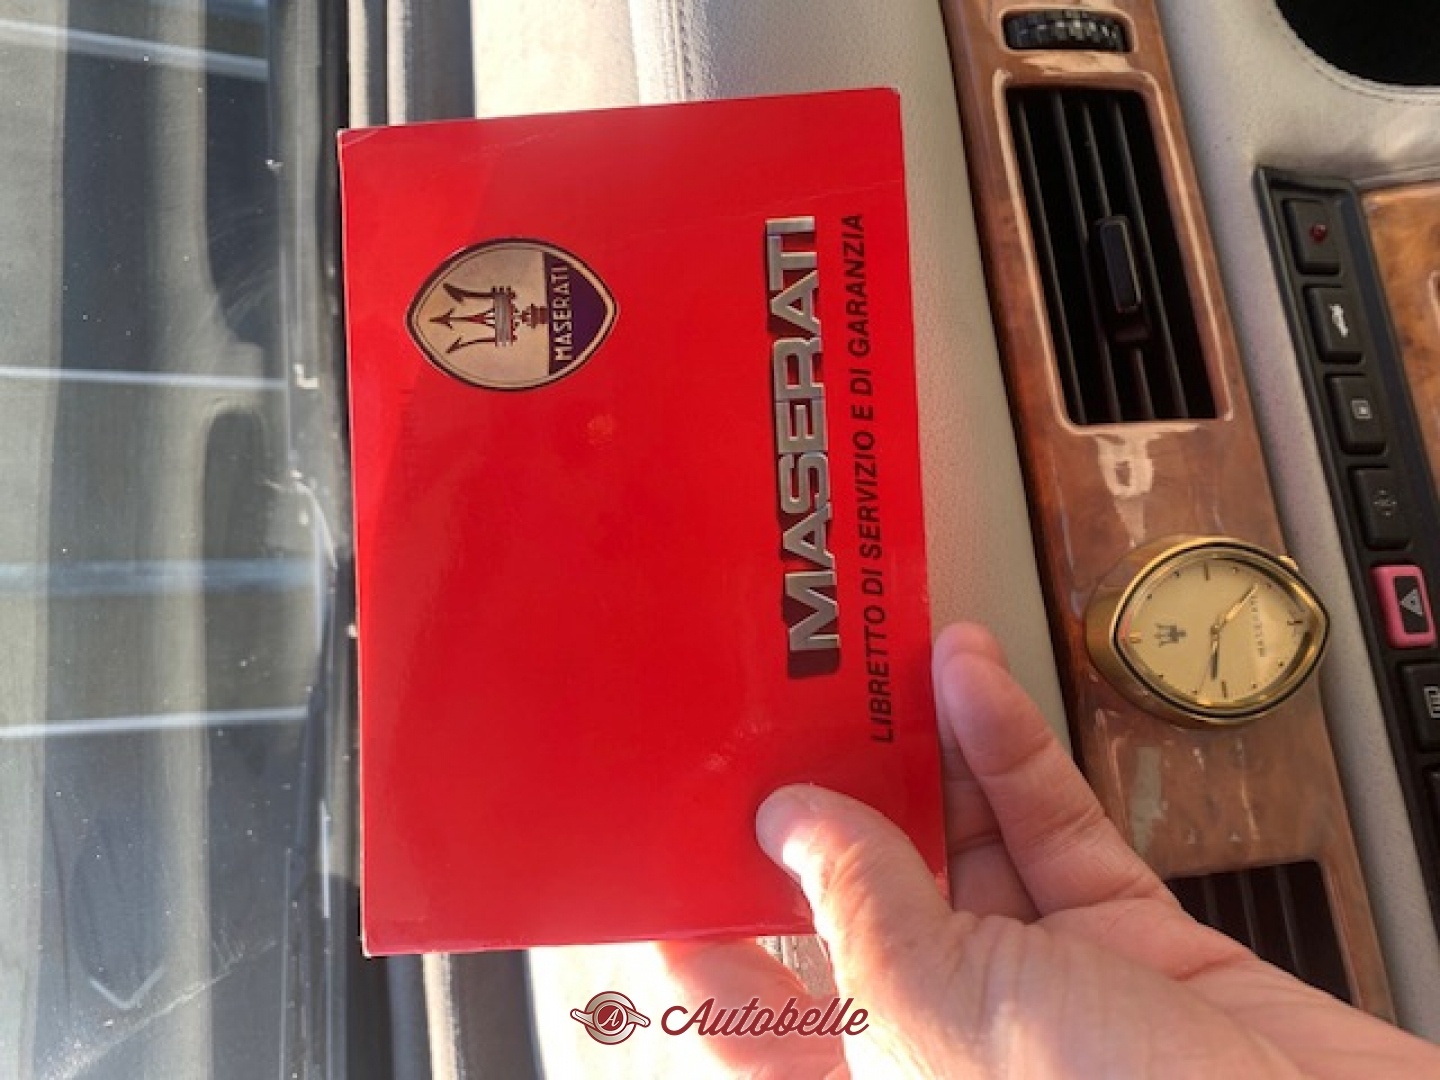 MASERATI
MASERATI
LIBRETTO DI SERVIZIO E DI GARANZIA
MASERATI
A
Autobelle